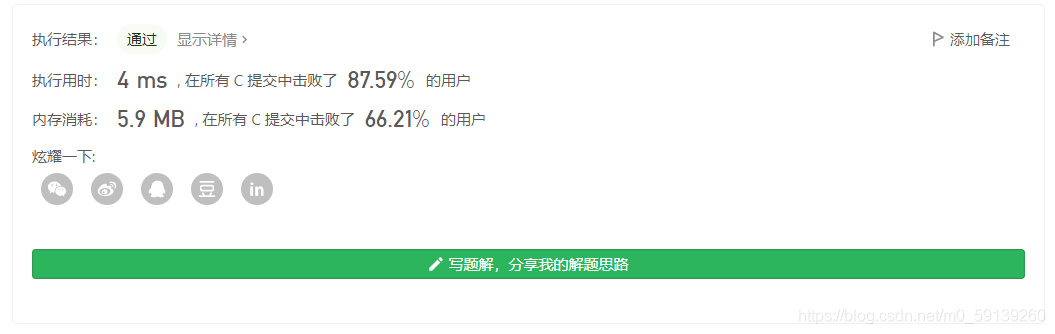 执行结果： 通过 显示详情 > 添加备注
执行用时： 4 ms , 在所有 C 提交中击败了 87.59% 的用户
内存消耗： 5.9 MB , 在所有 C 提交中击败了 66.21% 的用户
炫耀一下:
豆 in
写题解，分享我的解题思路
https://blog.csdn.net/m0_59139260